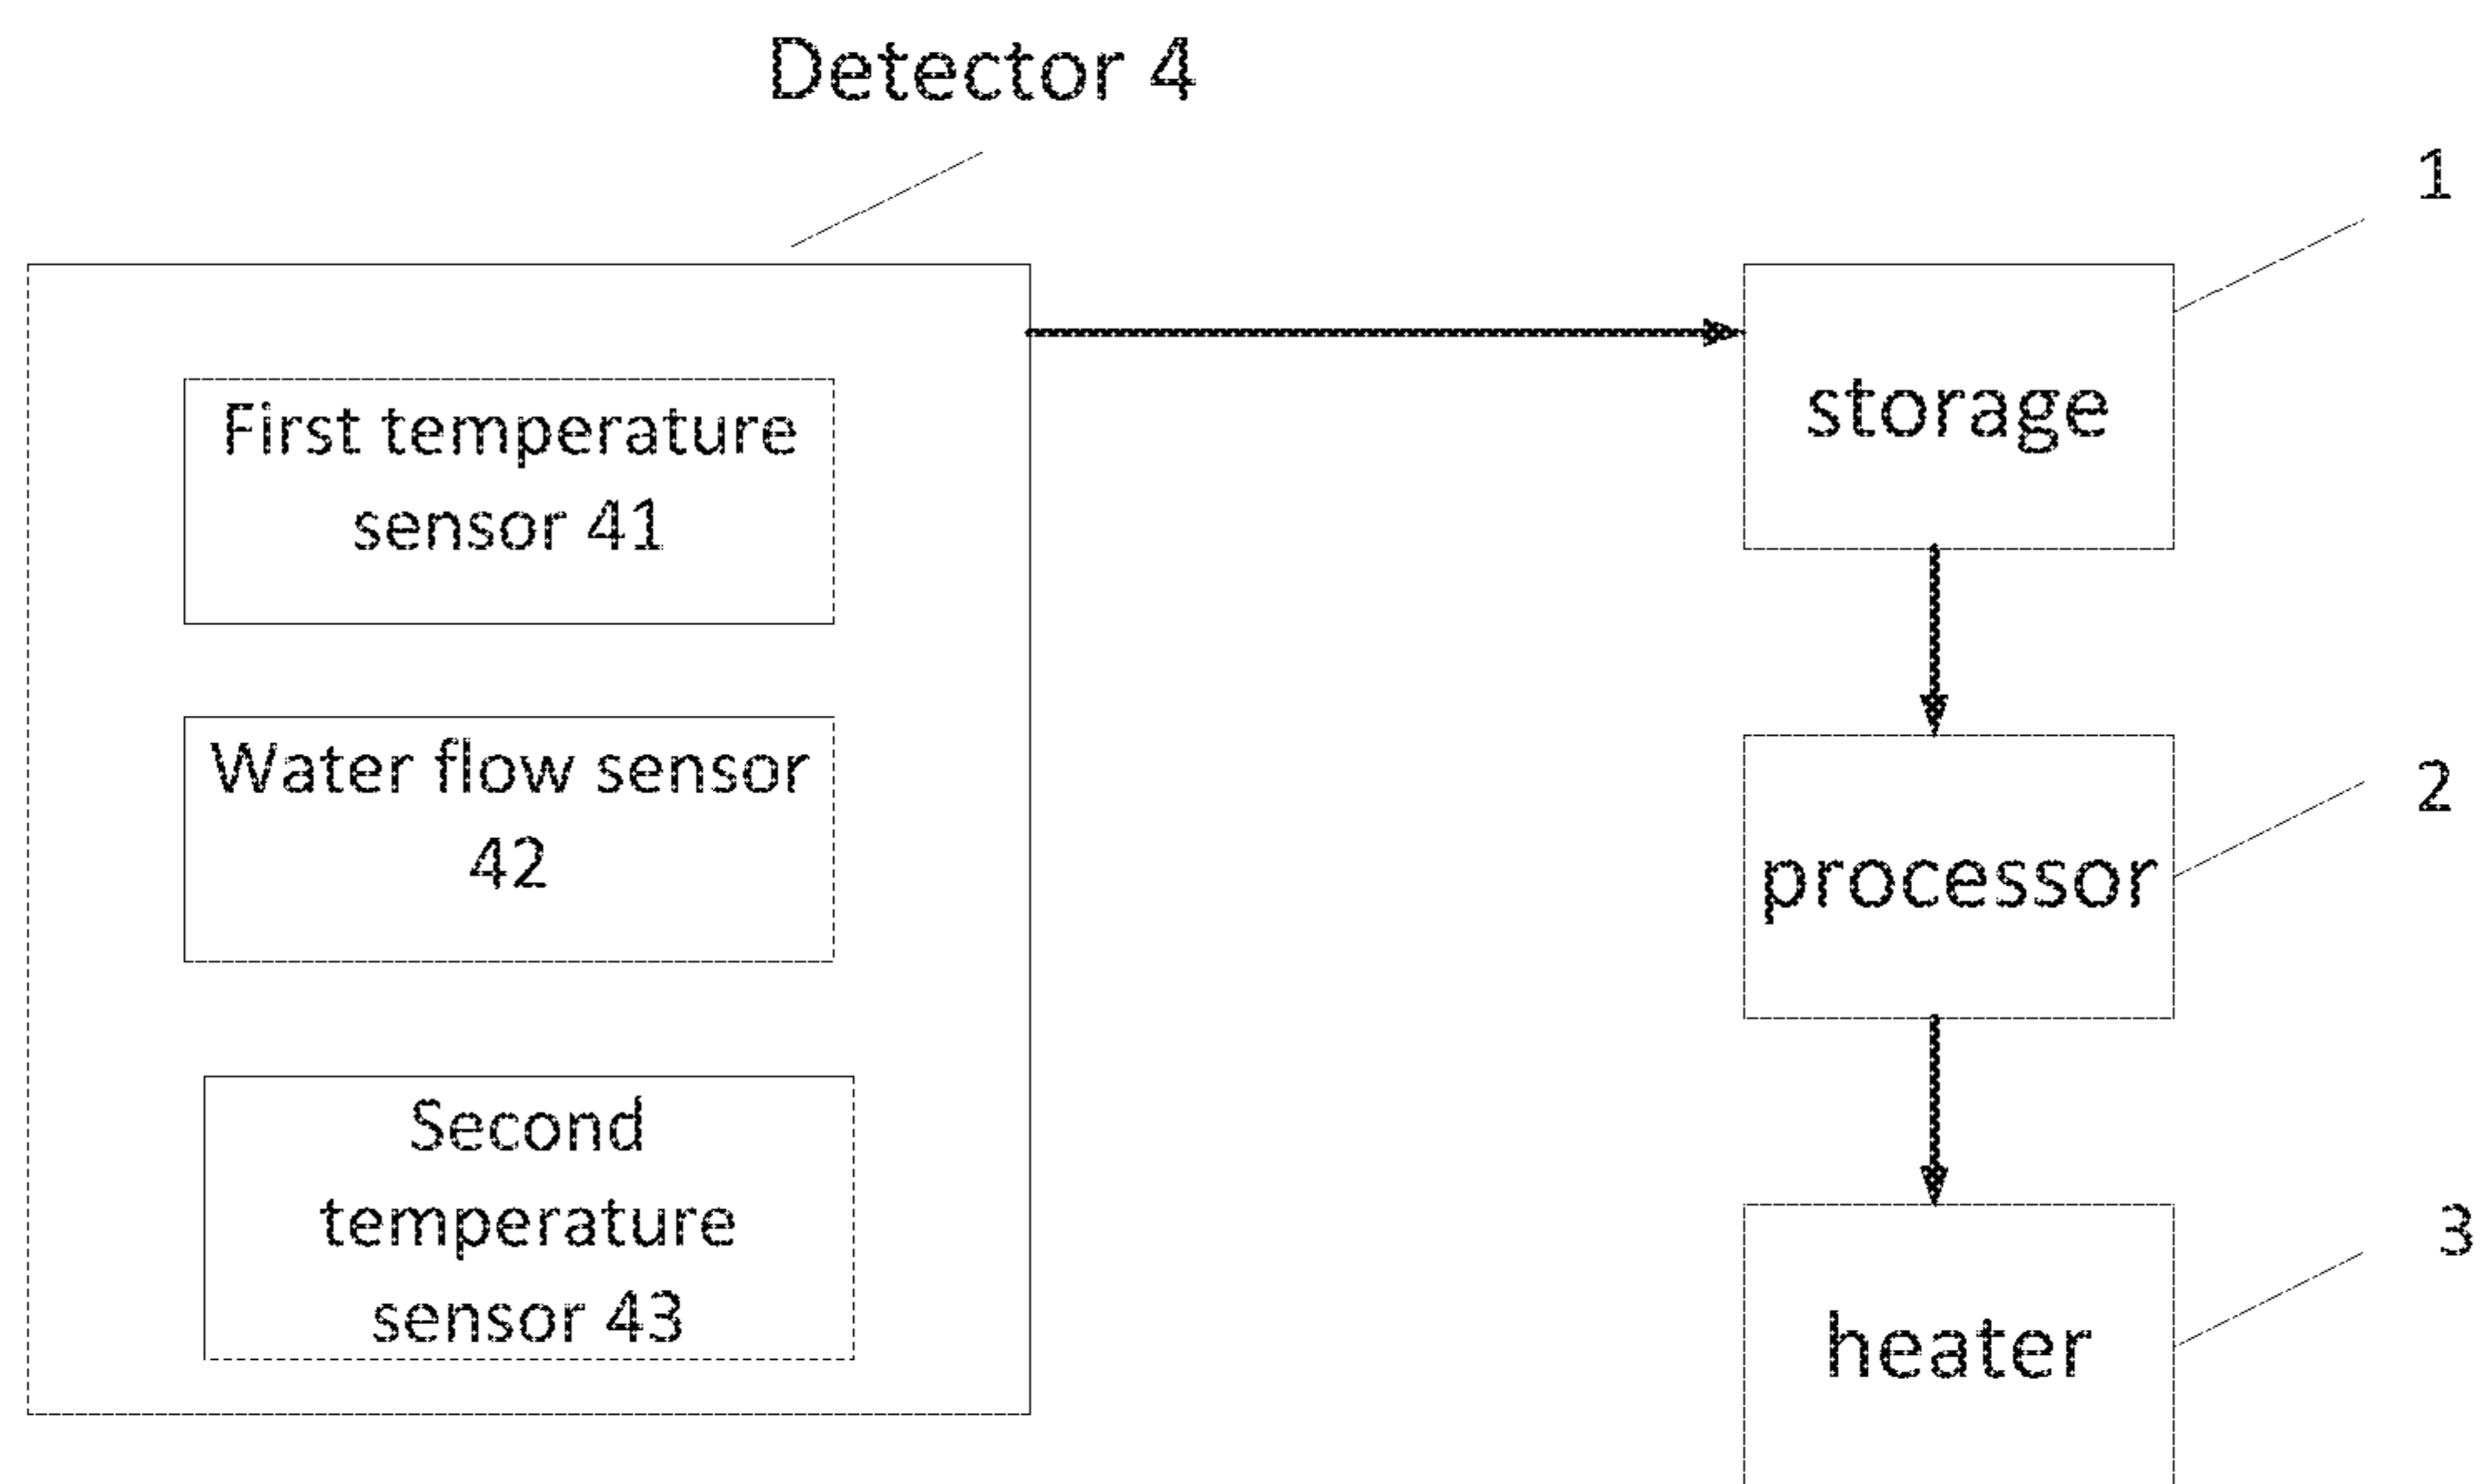 Detector 4
1
First temperature
sensor 41
storage
Water flow sensor
42
2
processor
Second
temperature
sensor 43
3
heater